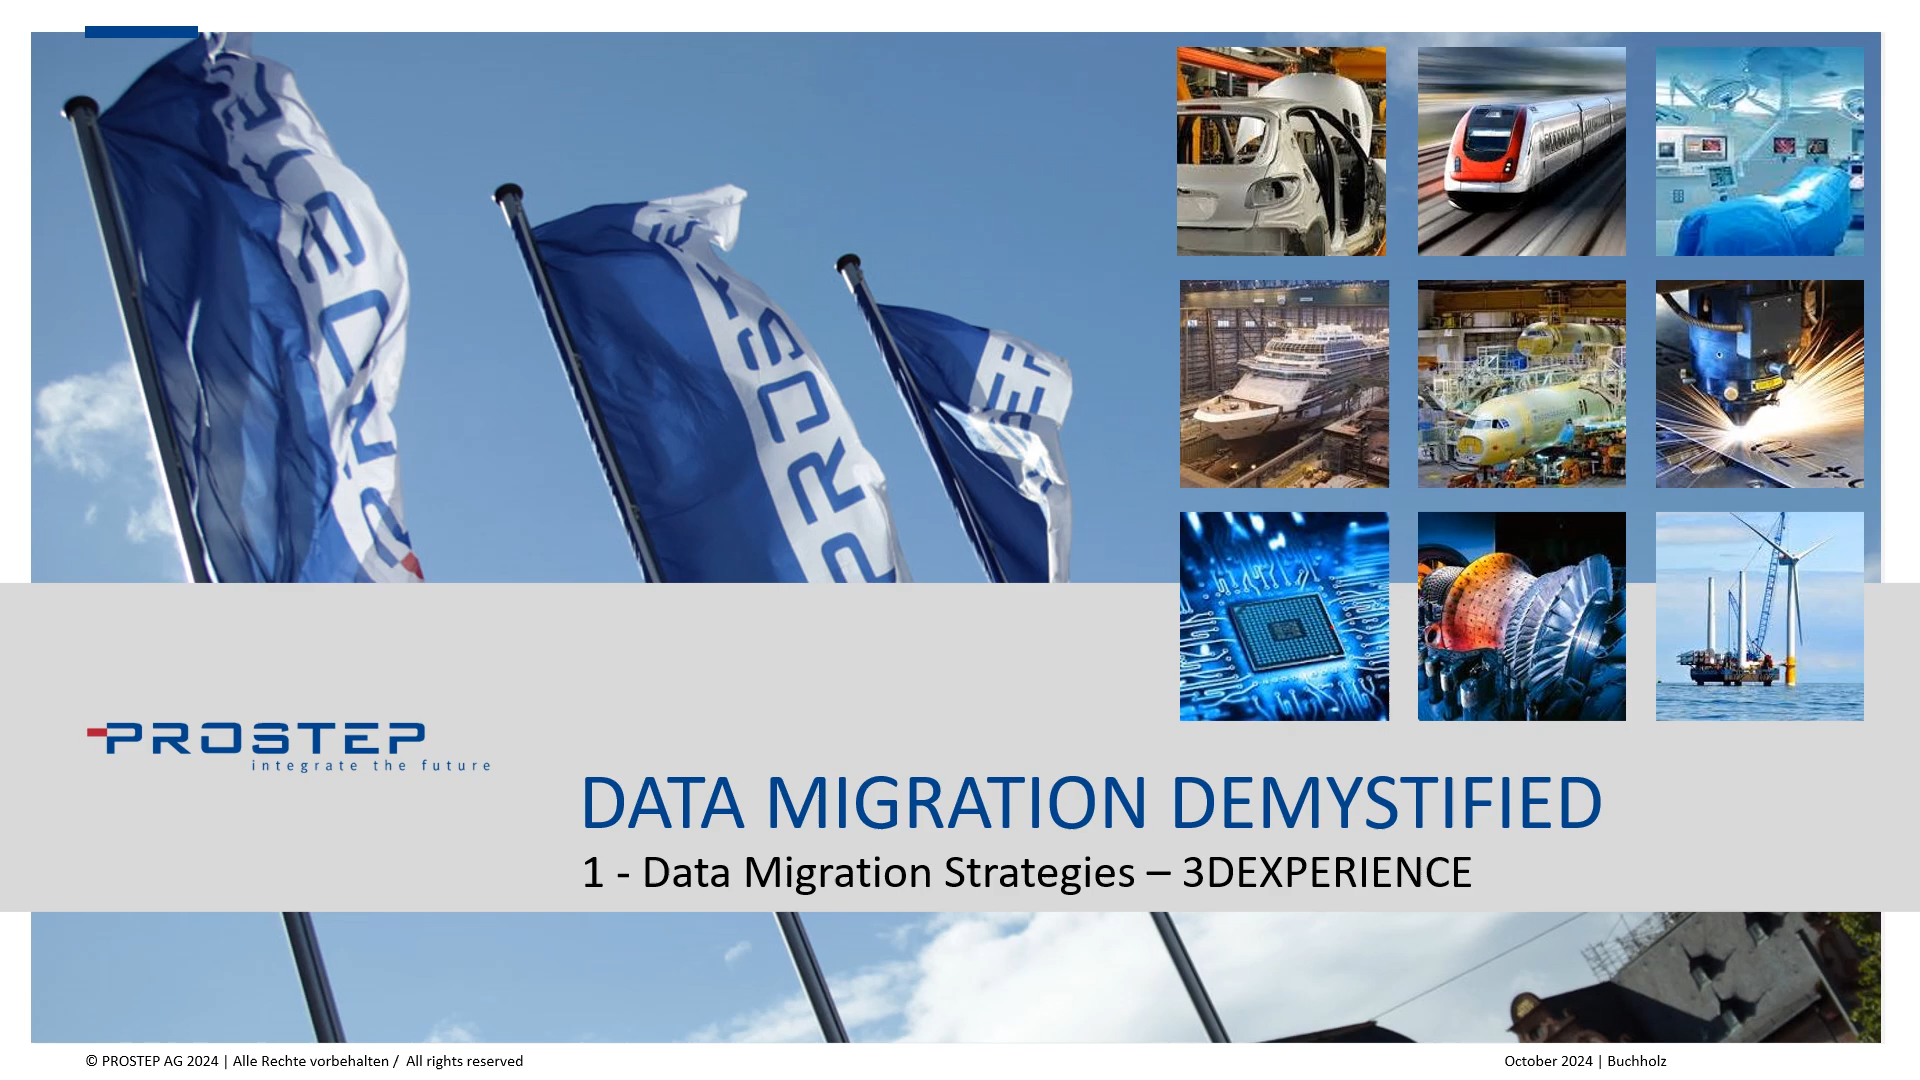 PROSTEP
integrate the future
DATA MIGRATION DEMYSTIFIED
1 - Data Migration Strategies – 3DEXPERIENCE
© PROSTEP AG 2024 | Alle Rechte vorbehalten / All rights reserved
October 2024 | Buchholz